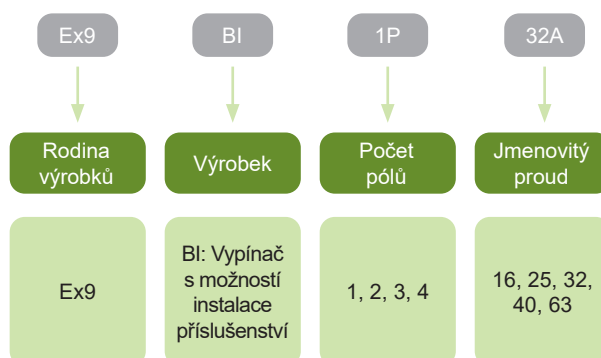 Ex9
BI
1P
32A
Rodina
výrobků
Výrobek
Počet
pólů
Jmenovitý
proud
Ex9
BI: Vypínač
s možností
instalace
příslušenství
1, 2, 3, 4
16, 25, 32,
40, 63